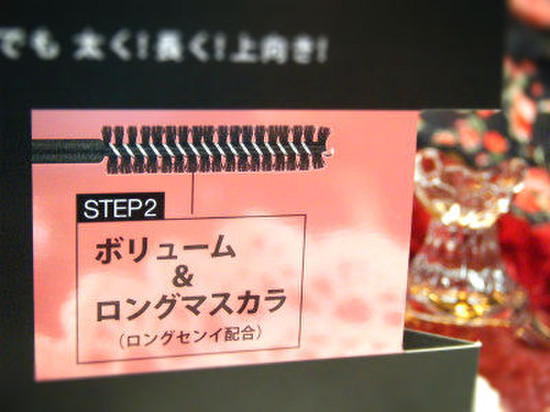 でも 太く!長く!上向き!
STEP2
ボリューム
&
ロングマスカラ
(ロングセンイ配合)